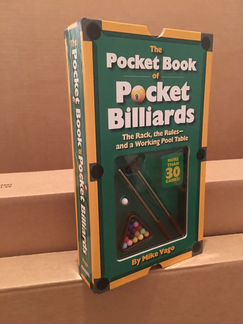 The
Pocket Book
of
Pocket
Billiards
The Rack, the Rules–
and a Working Pool Table
MORE
THAN
30
GAMES!
By Mike Vago
The
Pocket Book of Pocket Billiards